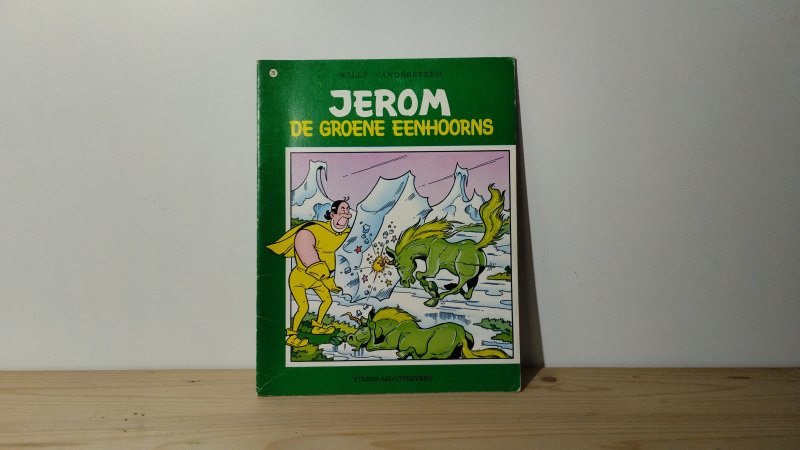 WILLY VANDERSTEEN
JEROM
DE GROENE EENHOORNS
STANDAARD UITGEVERIJ